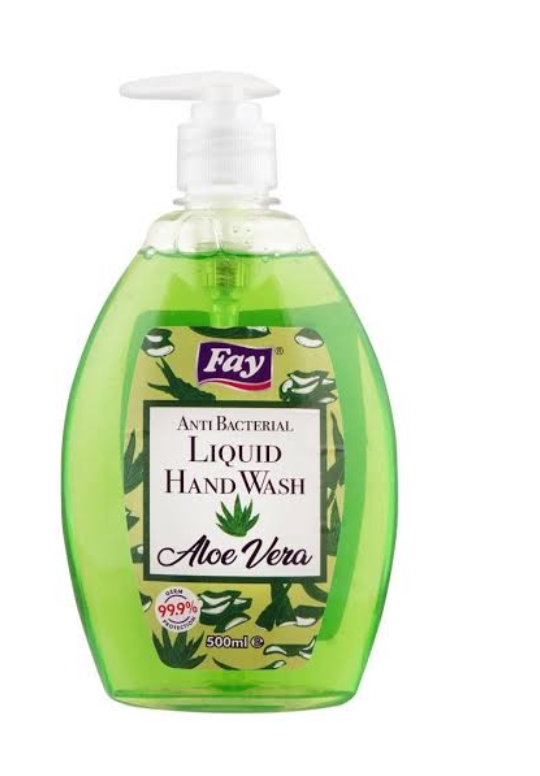 Fay®
ANTI BACTERIAL
LIQUID
HAND WASH
Aloe Vera
GERM
99.9%
PROTECTION
500ml ℮